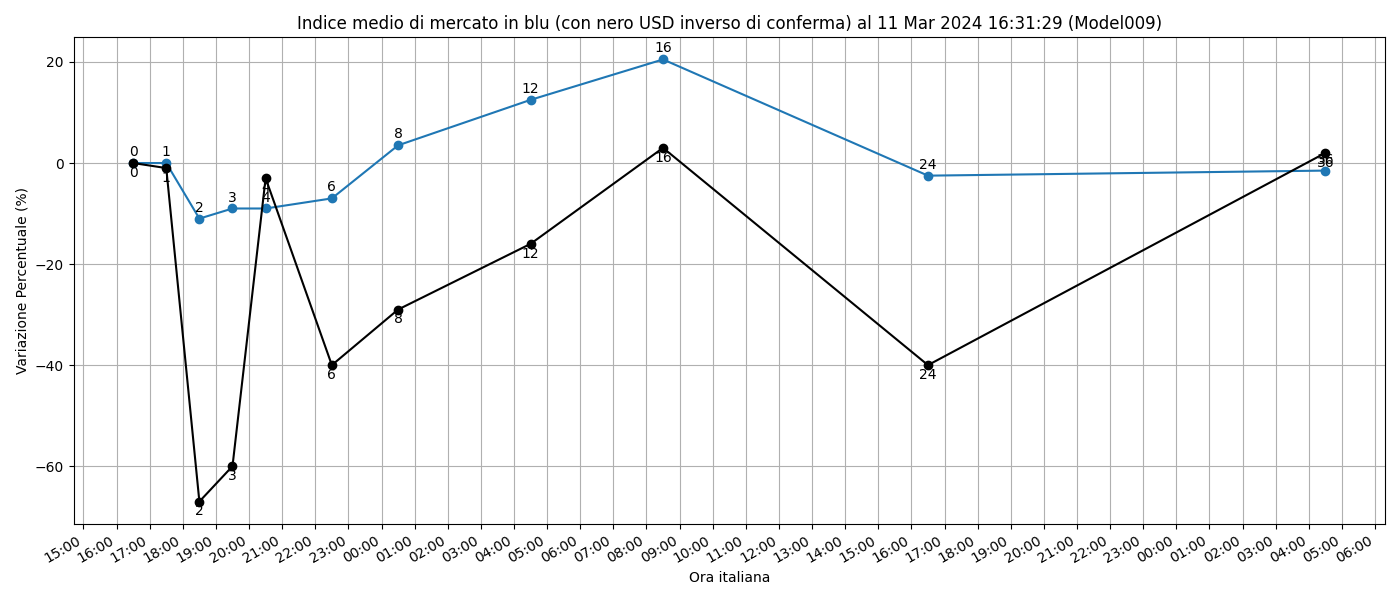 Indice medio di mercato in blu (con nero USD inverso di conferma) al 11 Mar 2024 16:31:29 (Model009)
Variazione Percentuale (%)
20
0
−20
−40
−60
0 1 2 3 4 6 8 12 16 24 36
0 1 2 3 4 6 8 12 16 24 36
15:00 16:00 17:00 18:00 19:00 20:00 21:00 22:00 23:00 00:00 01:00 02:00 03:00 04:00 05:00 06:00 07:00 08:00 09:00 10:00 11:00 12:00 13:00 14:00 15:00 16:00 17:00 18:00 19:00 20:00 21:00 22:00 23:00 00:00 01:00 02:00 03:00 04:00 05:00 06:00
Ora italiana